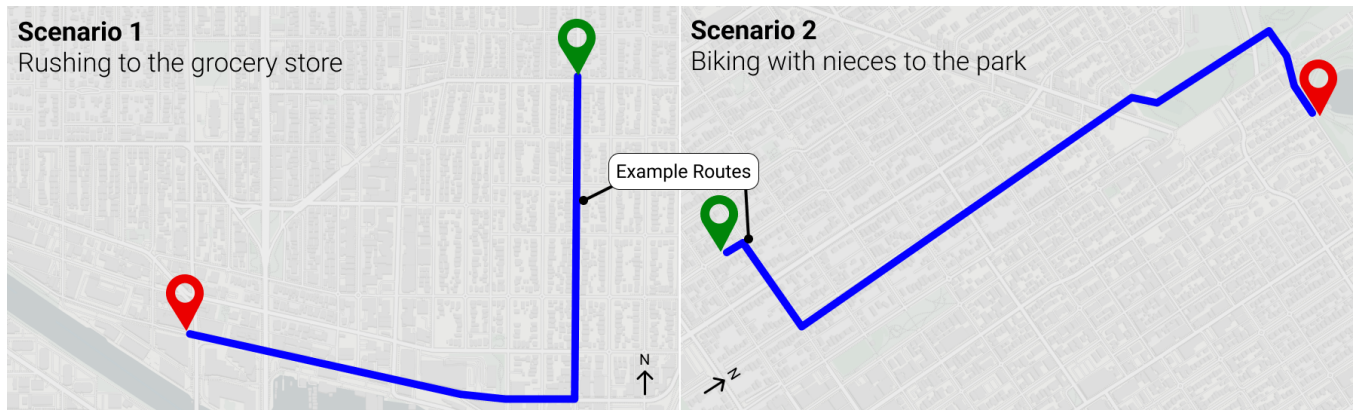 Scenario 1
Rushing to the grocery store
Scenario 2
Biking with nieces to the park
Example Routes
N
N